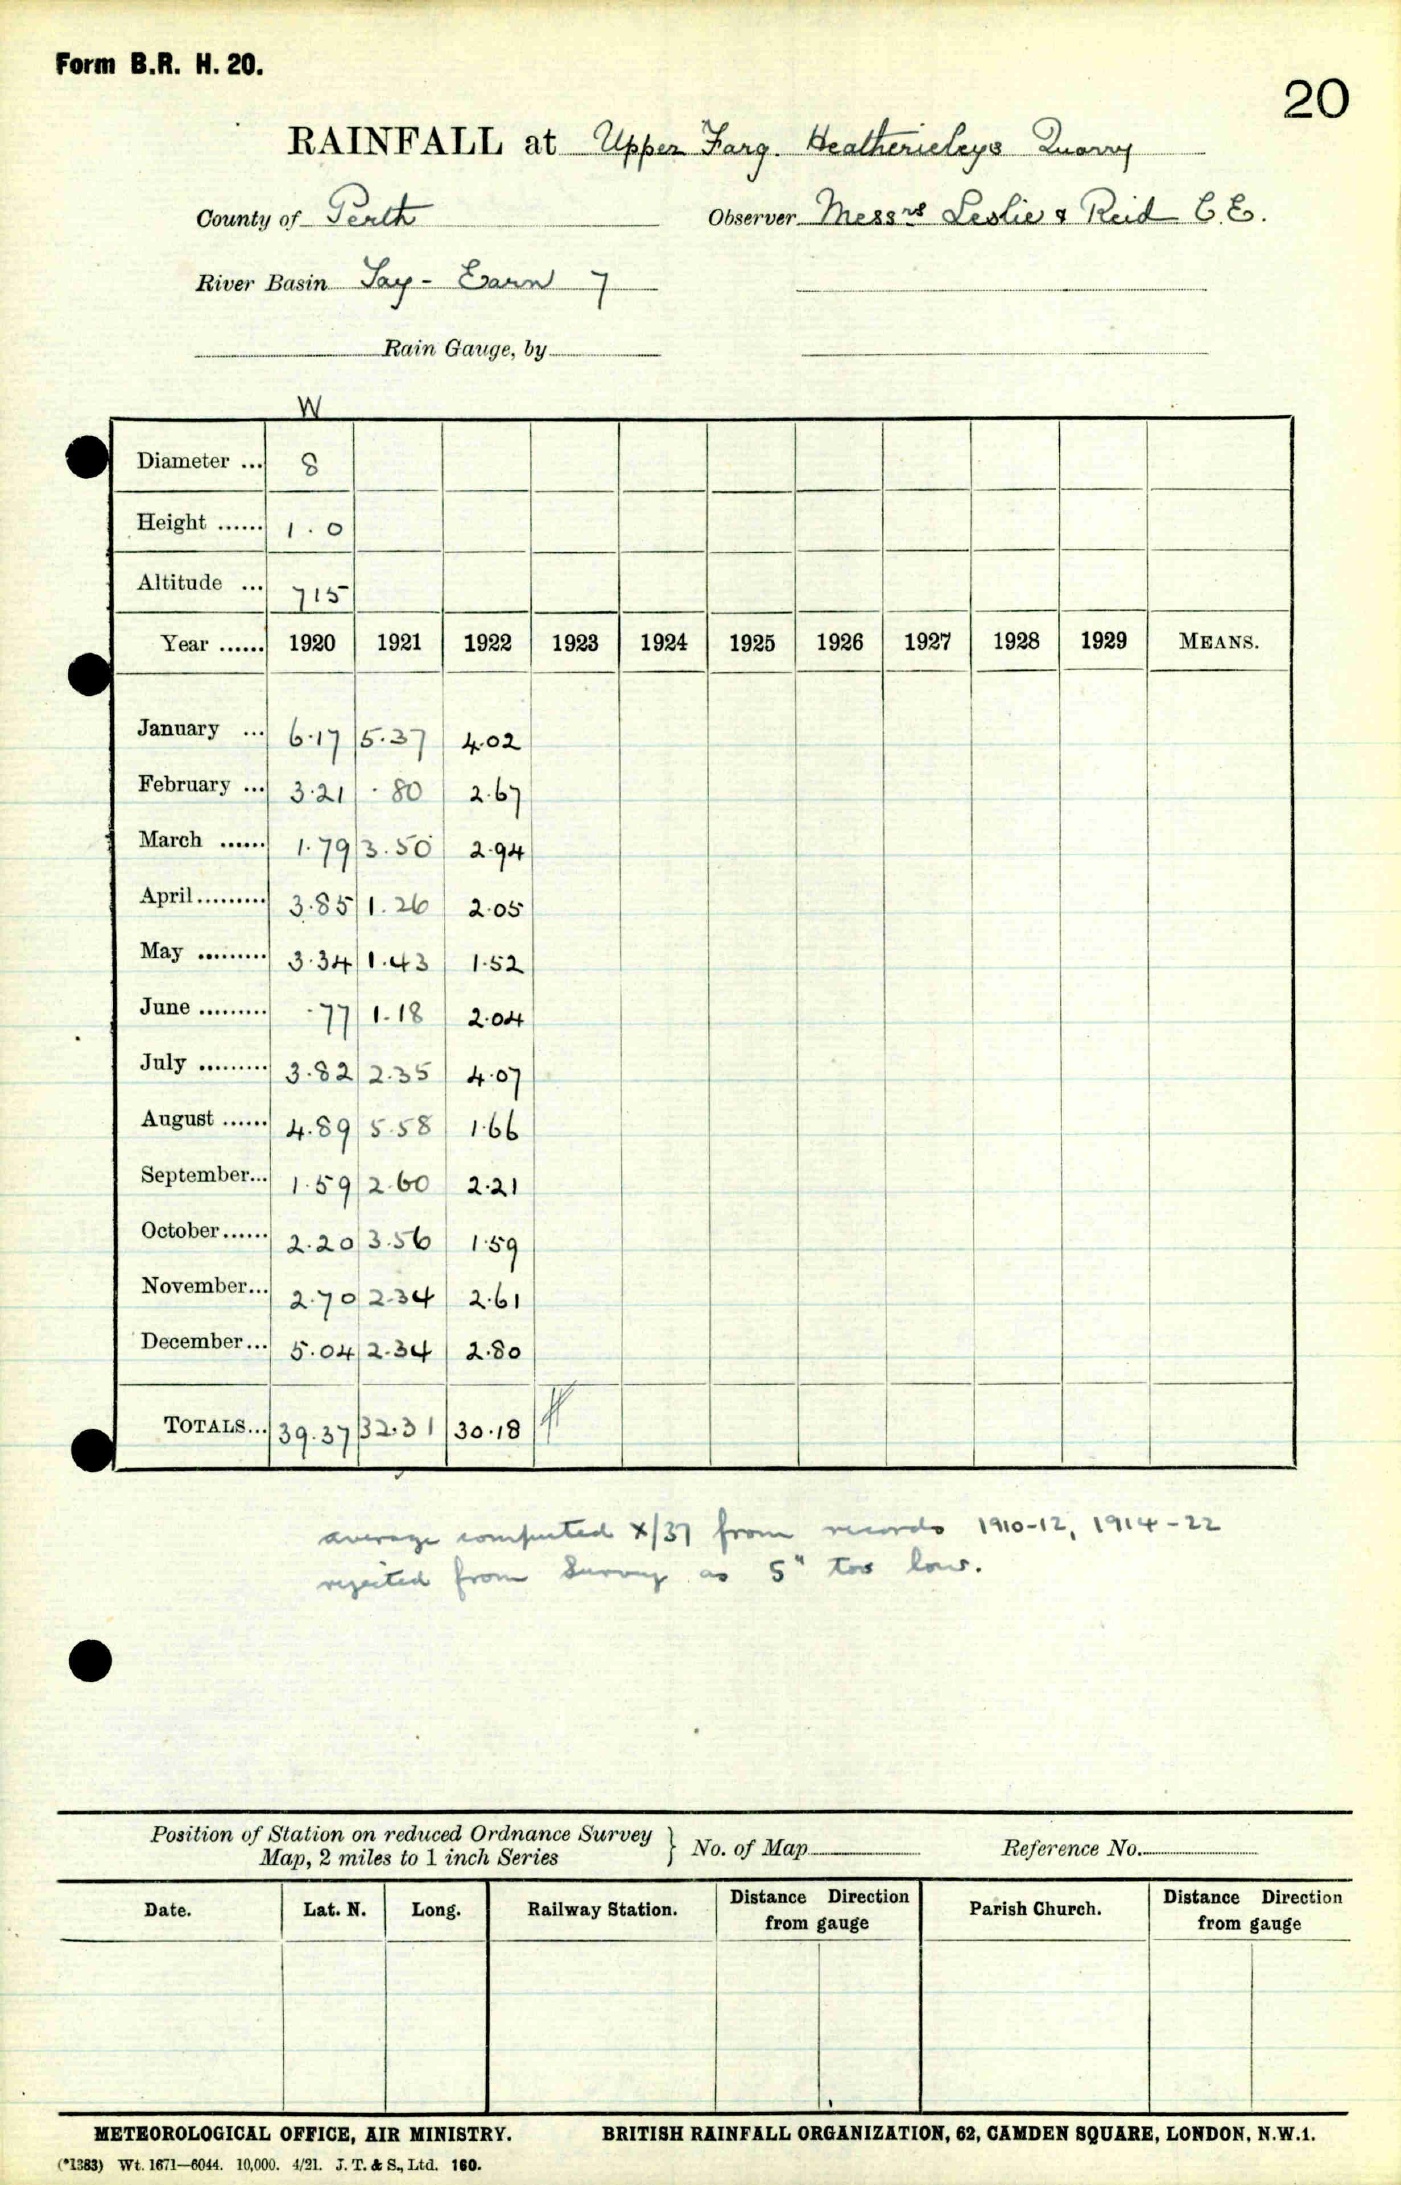 Form B.R. H. 20.
20
RAINFALL at Upper Farg. Heatherieleys Quarry
County of Perth Observer Messrs Leslie & Reid C.E.
River Basin Tay - Earn 7
Rain Gauge, by
W
Diameter ... 8
Height ...... 1.0
Altitude ... 715
Year ...... 1920 1921 1922 1923 1924 1925 1926 1927 1928 1929 MEANS.
January ... 6.17 5.37 4.02
February ... 3.21 .80 2.67
March ...... 1.79 3.50 2.94
April ......... 3.85 1.26 2.05
May ......... 3.34 1.43 1.52
June ......... .77 1.18 2.04
July ......... 3.82 2.35 4.07
August ...... 4.89 5.58 1.66
September... 1.59 2.60 2.21
October ...... 2.20 3.56 1.59
November... 2.70 2.34 2.61
December ... 5.04 2.34 2.80
TOTALS... 39.37 32.31 30.18
average computed X/37 from records 1910-12, 1914-22
rejected from Survey as 5" too low.
Position of Station on reduced Ordnance Survey
Map, 2 miles to 1 inch Series } No. of Map Reference No.
Date. Lat. N. Long. Railway Station. Distance from gauge Direction Parish Church. Distance from gauge Direction
METEOROLOGICAL OFFICE, AIR MINISTRY. BRITISH RAINFALL ORGANIZATION, 62, CAMDEN SQUARE, LONDON, N.W.1.
(*1383) Wt. 1671—6044. 10,000. 4/21. J. T. & S., Ltd. 160.